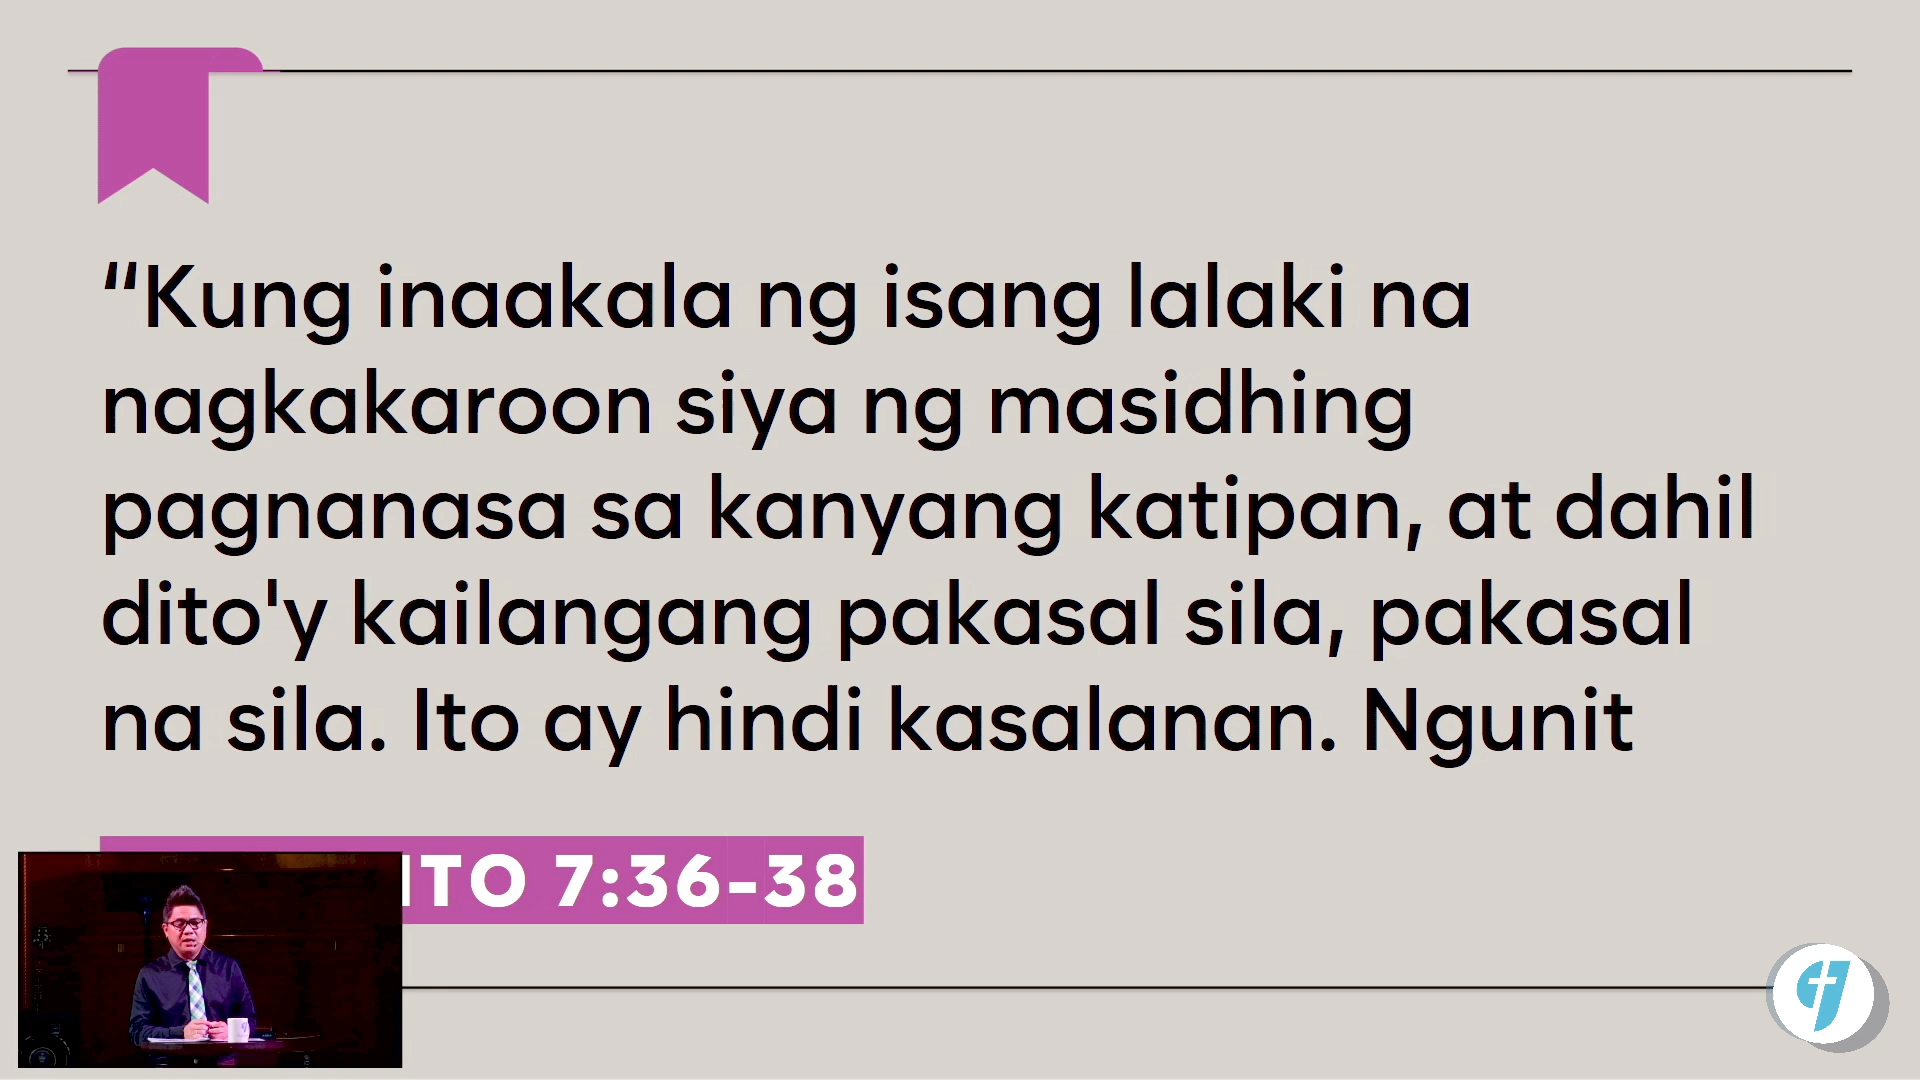 “Kung inaakala ng isang lalaki na
nagkakaroon siya ng masidhing
pagnanasa sa kanyang katipan, at dahil
dito'y kailangang pakasal sila, pakasal
na sila. Ito ay hindi kasalanan. Ngunit
ITO 7:36-38